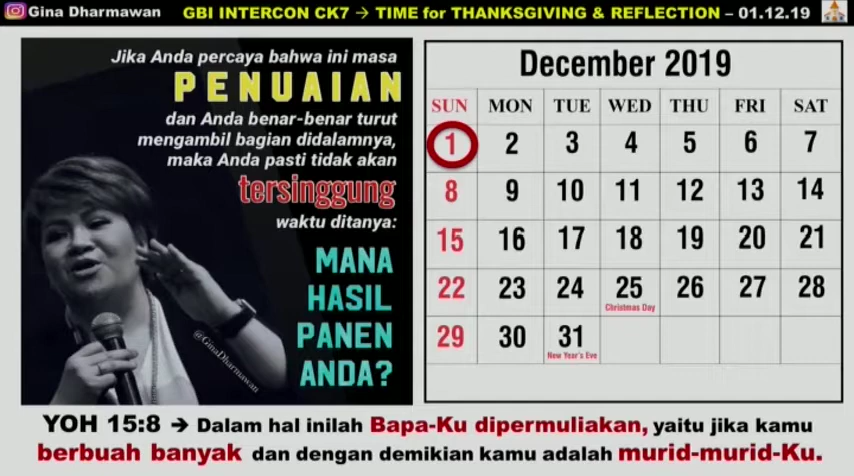 Gina Dharmawan GBI INTERCON CK7 → TIME for THANKSGIVING & REFLECTION – 01.12.19
Jika Anda percaya bahwa ini masa
PENUAIAN
dan Anda benar-benar turut
mengambil bagian didalamnya,
maka Anda pasti tidak akan
tersinggung
waktu ditanya:
MANA
HASIL
PANEN
ANDA?
@GinaDharmawan
December 2019
SUN MON TUE WED THU FRI SAT
1 2 3 4 5 6 7
8 9 10 11 12 13 14
15 16 17 18 19 20 21
22 23 24 25 26 27 28
Christmas Day
29 30 31
New Year's Eve
YOH 15:8 → Dalam hal inilah Bapa-Ku dipermuliakan, yaitu jika kamu
berbuah banyak dan dengan demikian kamu adalah murid-murid-Ku.